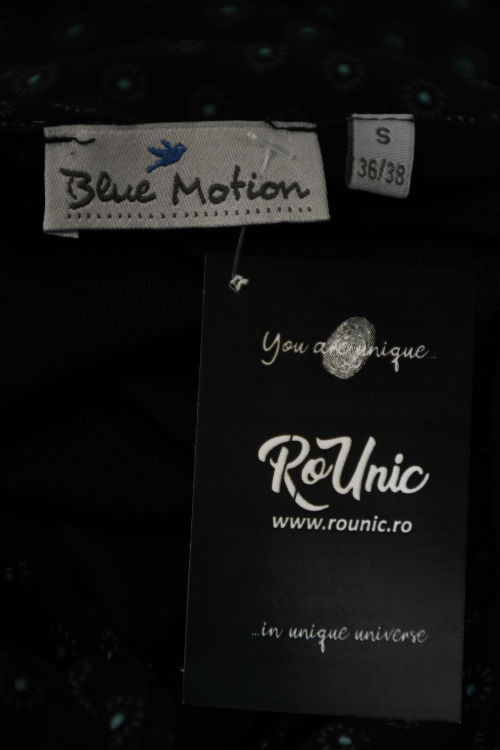 Blue Motion
S
36/38
You are unique...
RoUnic
www.rounic.ro
...in unique universe